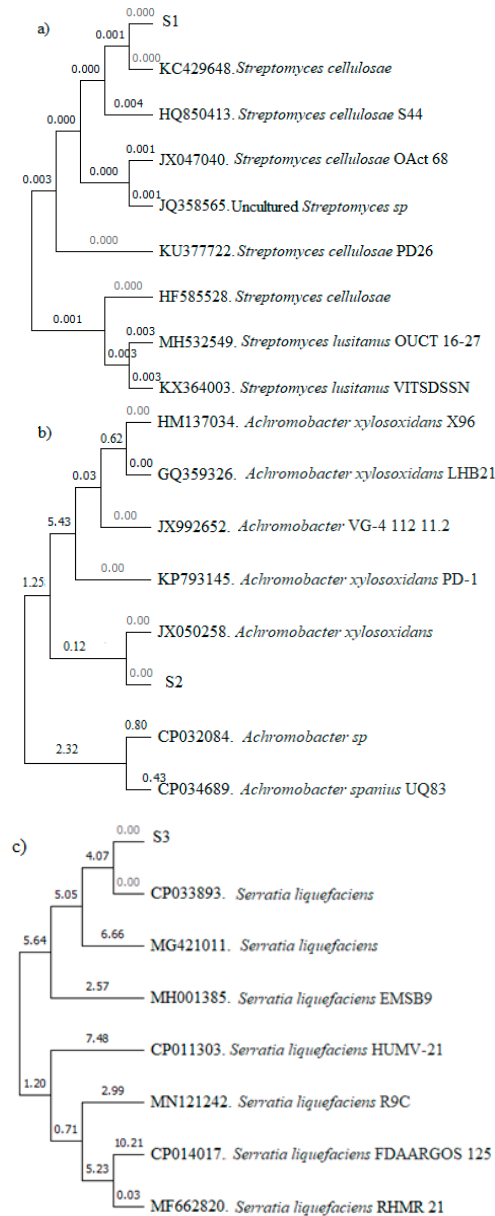 a)
0.000
S1
0.001
0.000
0.000
KC429648. Streptomyces cellulosae
0.000
0.004
HQ850413. Streptomyces cellulosae S44
0.001
JX047040. Streptomyces cellulosae OAct 68
0.003
0.000
0.001
JQ358565. Uncultured Streptomyces sp
0.000
KU377722. Streptomyces cellulosae PD26
0.000
HF585528. Streptomyces cellulosae
0.001
0.003
MH532549. Streptomyces lusitanus OUCT 16-27
0.003
0.003
KX364003. Streptomyces lusitanus VITSDSSN
b)
0.00
HM137034. Achromobacter xylosoxidans X96
0.62
0.00
GQ359326. Achromobacter xylosoxidans LHB21
0.03
0.00
JX992652. Achromobacter VG-4 112 11.2
5.43
0.00
KP793145. Achromobacter xylosoxidans PD-1
1.25
0.00
JX050258. Achromobacter xylosoxidans
0.12
0.00
S2
0.80
CP032084. Achromobacter sp
2.32
0.43
CP034689. Achromobacter spanius UQ83
c)
0.00
S3
4.07
0.00
CP033893. Serratia liquefaciens
5.05
6.66
MG421011. Serratia liquefaciens
5.64
2.57
MH001385. Serratia liquefaciens EMSB9
7.48
CP011303. Serratia liquefaciens HUMV-21
1.20
2.99
MN121242. Serratia liquefaciens R9C
0.71
10.21
CP014017. Serratia liquefaciens FDAARGOS 125
5.23
0.03
MF662820. Serratia liquefaciens RHMR 21